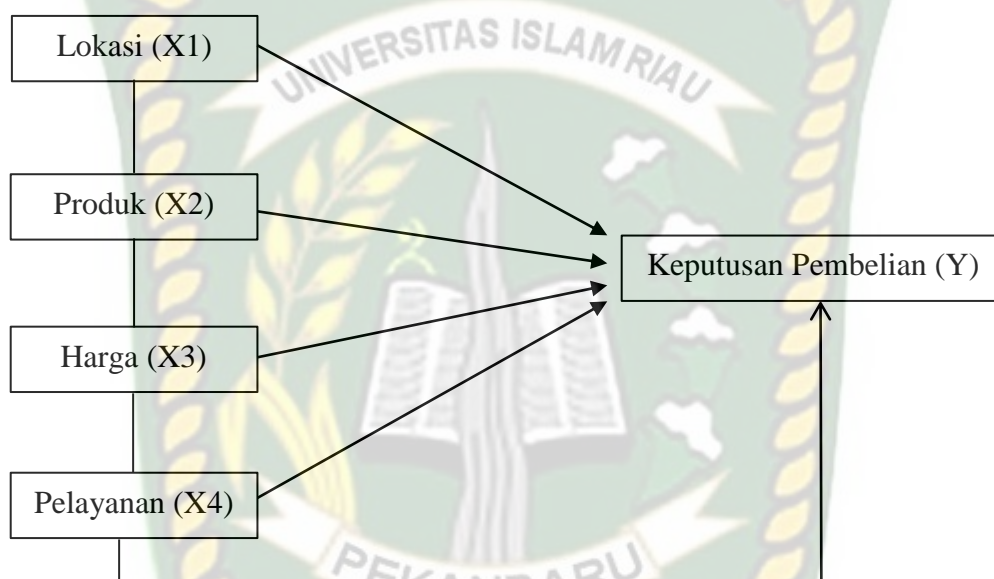 UNIVERSITAS ISLAM RIAU
Lokasi (X1)
Produk (X2)
Keputusan Pembelian (Y)
Harga (X3)
Pelayanan (X4)
PEKANBARU